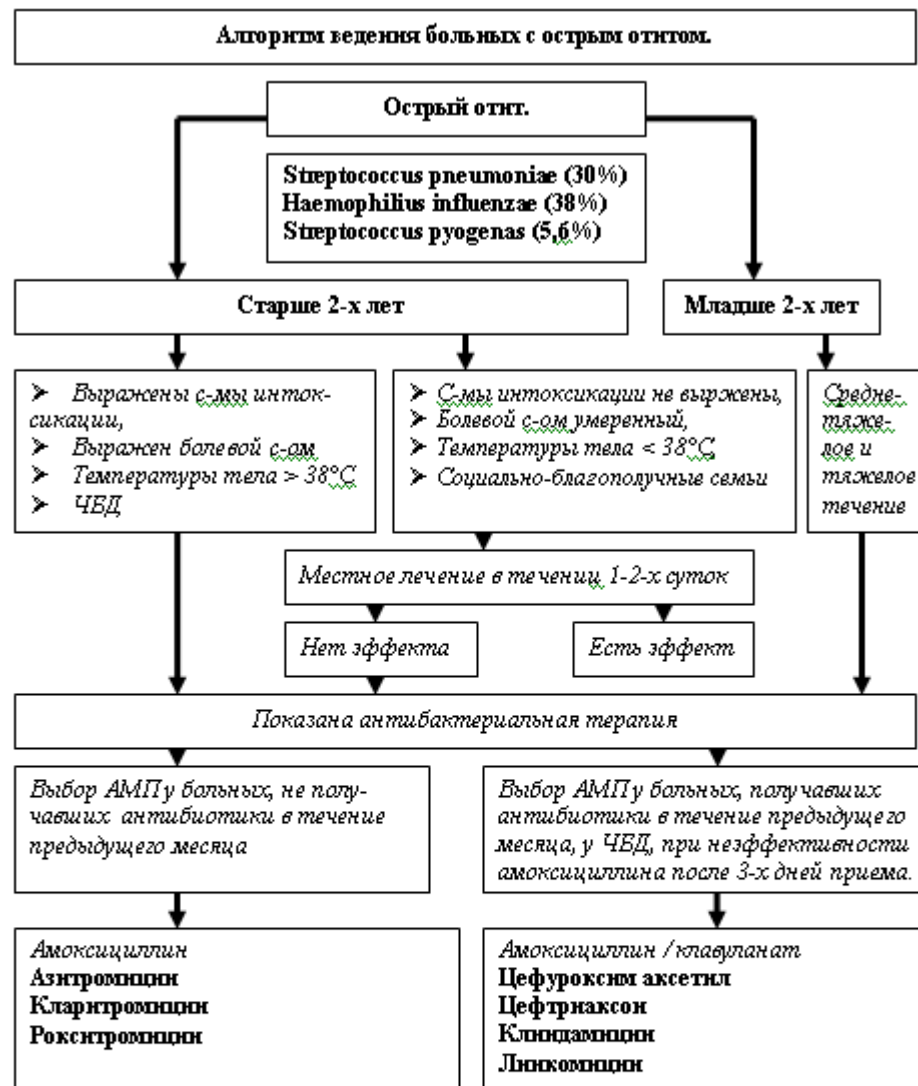 Алгоритм ведения больных с острым отитом.
Острый отит.
Streptococcus pneumoniae (30%)
Haemophilius influenzae (38%)
Streptococcus pyogenas (5,6%)
Старше 2-х лет
Младше 2-х лет
➤ Выражены с-мы инток-
сикации,
➤ Выражен болевой с-ом
➤ Температуры тела > 38°С
➤ ЧБД
➤ С-мы интоксикации не выржены,
➤ Болевой с-ом умеренный,
➤ Температуры тела < 38°С
➤ Социально-благополучные семьи
Средне-
тяже-
лое и
тяжелое
течение
Местное лечение в течении 1-2-х суток
Нет эффекта
Есть эффект
Показана антибактериальная терапия
Выбор АМП у больных, не полу-
чавших антибиотики в течение
предыдущего месяца
Выбор АМП у больных, получавших
антибиотики в течение предыдущего
месяца, у ЧБД, при неэффективности
амоксициллина после 3-х дней приема.
Амоксициллин
Азитромицин
Кларитромицин
Рокситромицин
Амоксициллин / клавуланат
Цефуроксим аксетил
Цефтриаксон
Клиндамицин
Линкомицин